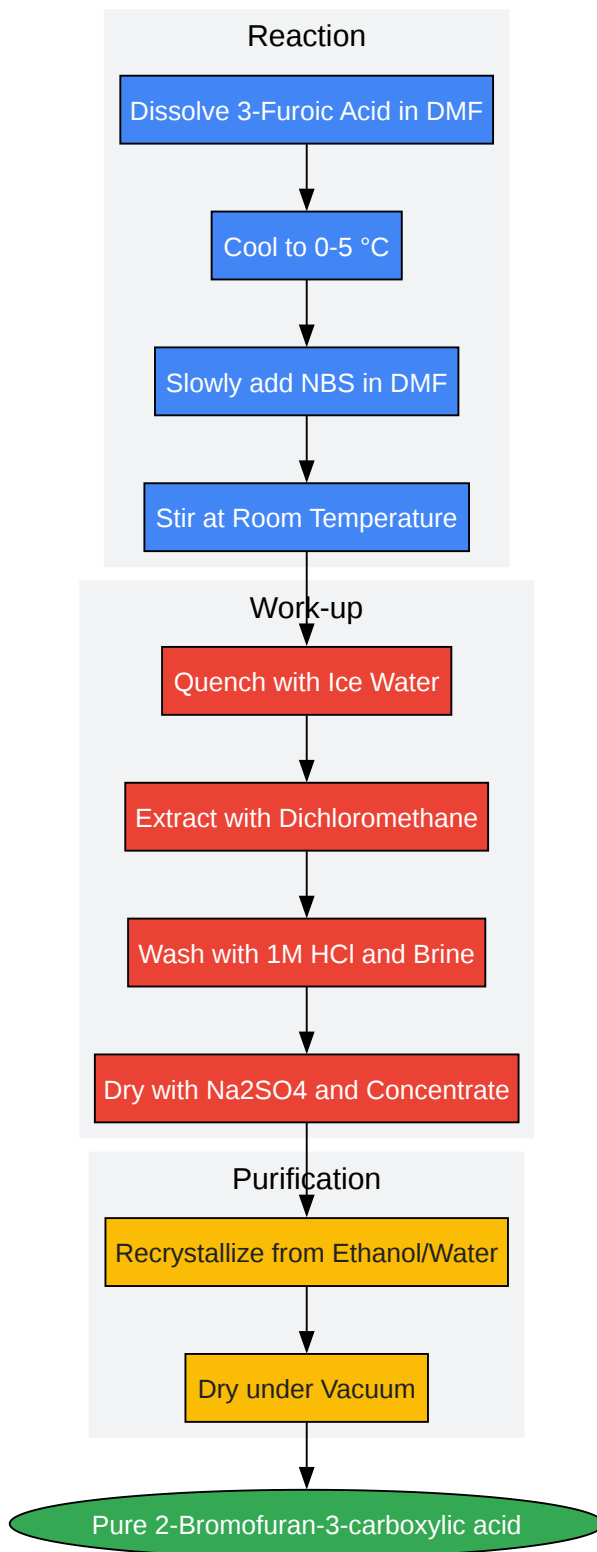 Reaction
Dissolve 3-Furoic Acid in DMF
Cool to 0-5 °C
Slowly add NBS in DMF
Stir at Room Temperature
Work-up
Quench with Ice Water
Extract with Dichloromethane
Wash with 1M HCl and Brine
Dry with Na2SO4 and Concentrate
Purification
Recrystallize from Ethanol/Water
Dry under Vacuum
Pure 2-Bromofuran-3-carboxylic acid